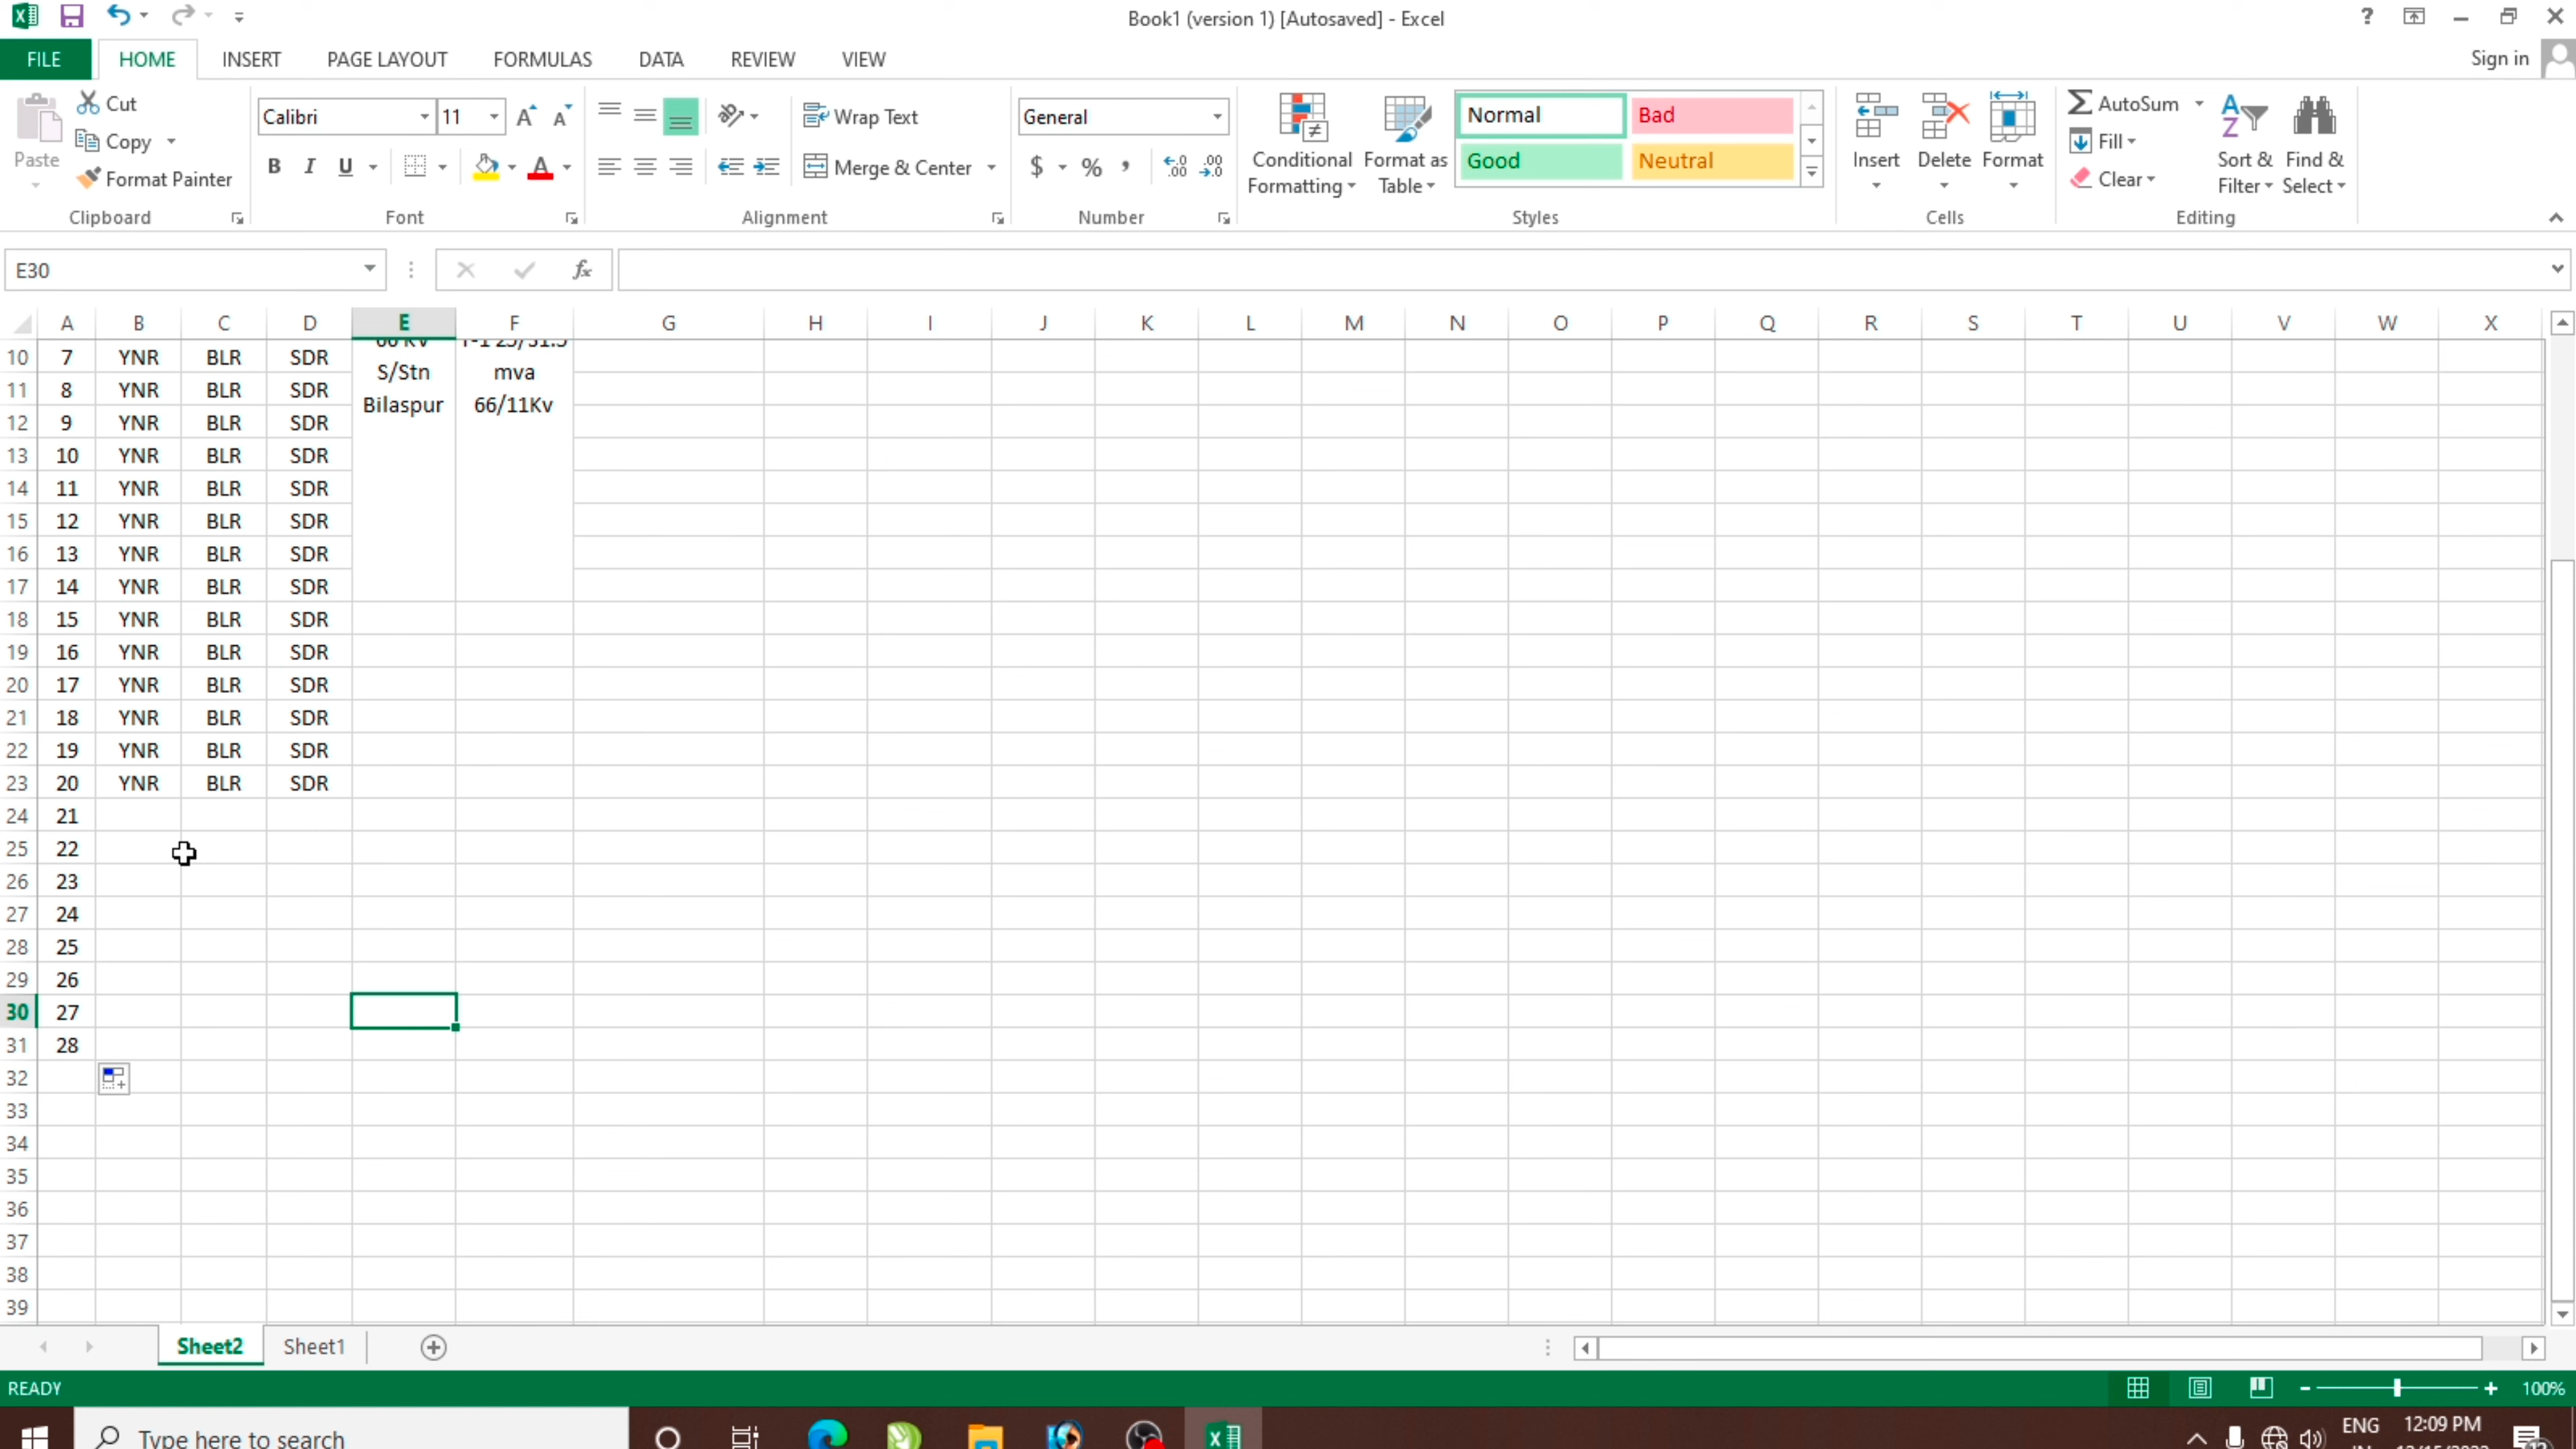 Book1 (version 1) [Autosaved] - Excel
?
FILE HOME INSERT PAGE LAYOUT FORMULAS DATA REVIEW VIEW Sign in
Paste Cut Copy Format Painter
Clipboard
Calibri 11
B I U A
Font
Wrap Text
Merge & Center
Alignment
General
$ % ,
Number
Conditional Formatting
Format as Table
Normal Bad
Good Neutral
Styles
Insert Delete Format
Cells
AutoSum
Fill
Clear
Sort & Filter
Find & Select
Editing
E30 fx
A B C D E F G H I J K L M N O P Q R S T U V W X
10 7 YNR BLR SDR S/Stn mva
11 8 YNR BLR SDR Bilaspur 66/11Kv
12 9 YNR BLR SDR
13 10 YNR BLR SDR
14 11 YNR BLR SDR
15 12 YNR BLR SDR
16 13 YNR BLR SDR
17 14 YNR BLR SDR
18 15 YNR BLR SDR
19 16 YNR BLR SDR
20 17 YNR BLR SDR
21 18 YNR BLR SDR
22 19 YNR BLR SDR
23 20 YNR BLR SDR
24 21
25 22
26 23
27 24
28 25
29 26
30 27
31 28
32
33
34
35
36
37
38
39
Sheet2 Sheet1
READY 100%
Type here to search ENG 12:09 PM